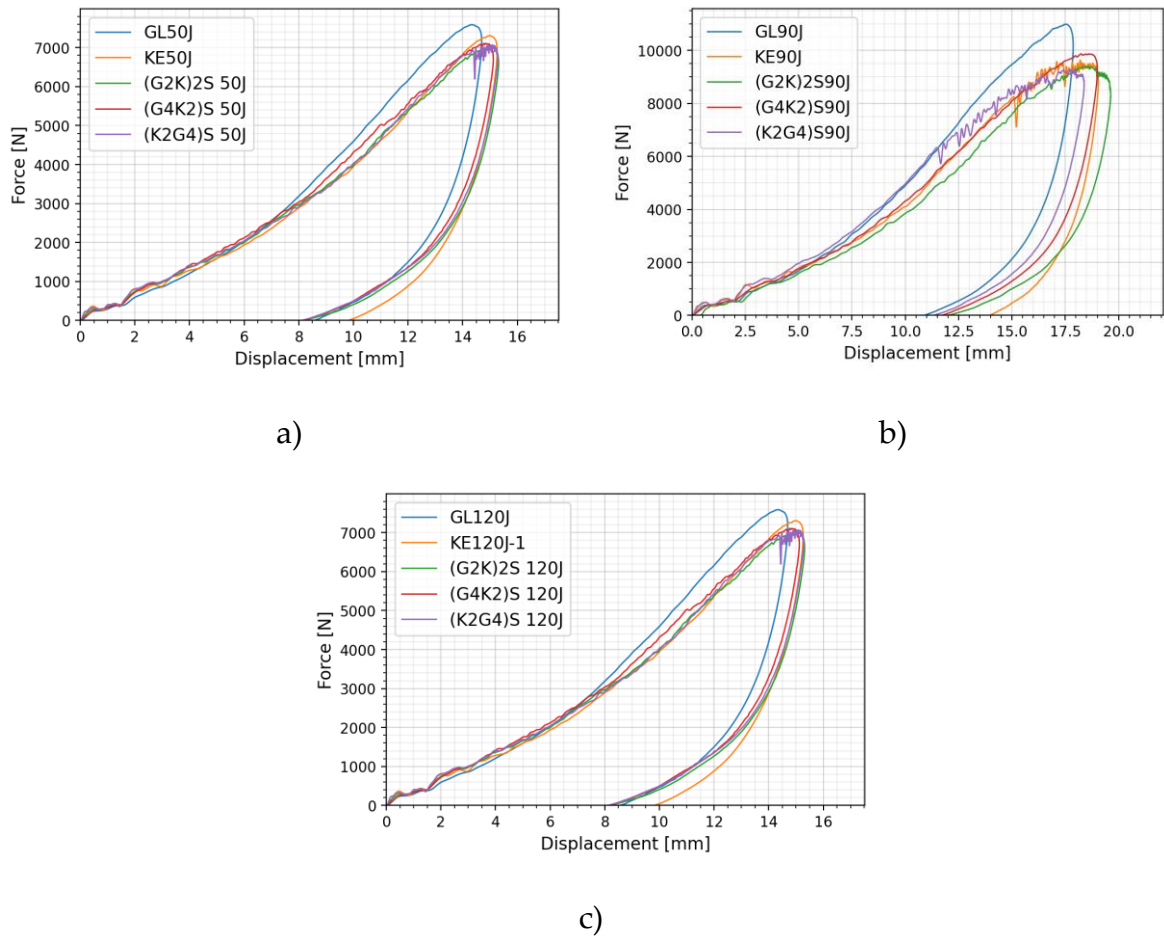 GL50J
KE50J
(G2K)2S 50J
(G4K2)S 50J
(K2G4)S 50J
Force [N]
7000
6000
5000
4000
3000
2000
1000
0
0 2 4 6 8 10 12 14 16
Displacement [mm]
a)
GL90J
KE90J
(G2K)2S90J
(G4K2)S90J
(K2G4)S90J
Force [N]
10000
8000
6000
4000
2000
0
0.0 2.5 5.0 7.5 10.0 12.5 15.0 17.5 20.0
Displacement [mm]
b)
GL120J
KE120J-1
(G2K)2S 120J
(G4K2)S 120J
(K2G4)S 120J
Force [N]
7000
6000
5000
4000
3000
2000
1000
0
0 2 4 6 8 10 12 14 16
Displacement [mm]
c)